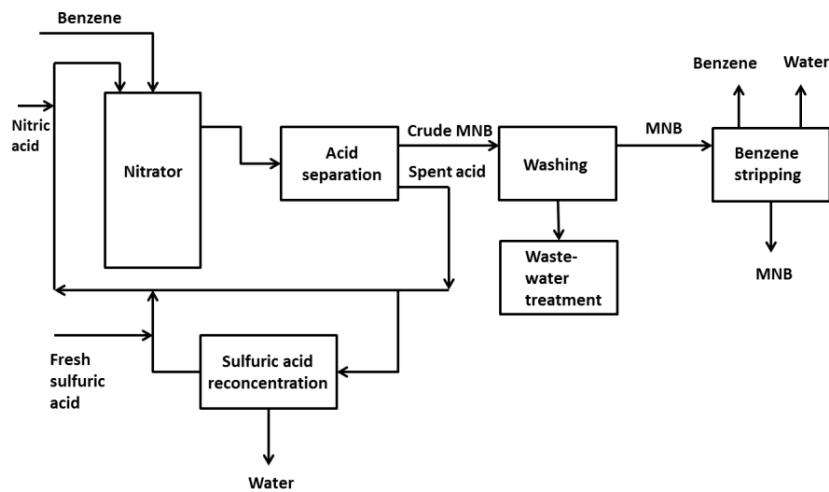 Benzene
Nitric
acid
Nitrator
Acid
separation
Crude MNB
Spent acid
Washing
MNB
Benzene
Water
Benzene
stripping
MNB
Waste-
water
treatment
Fresh
sulfuric
acid
Sulfuric acid
reconcentration
Water